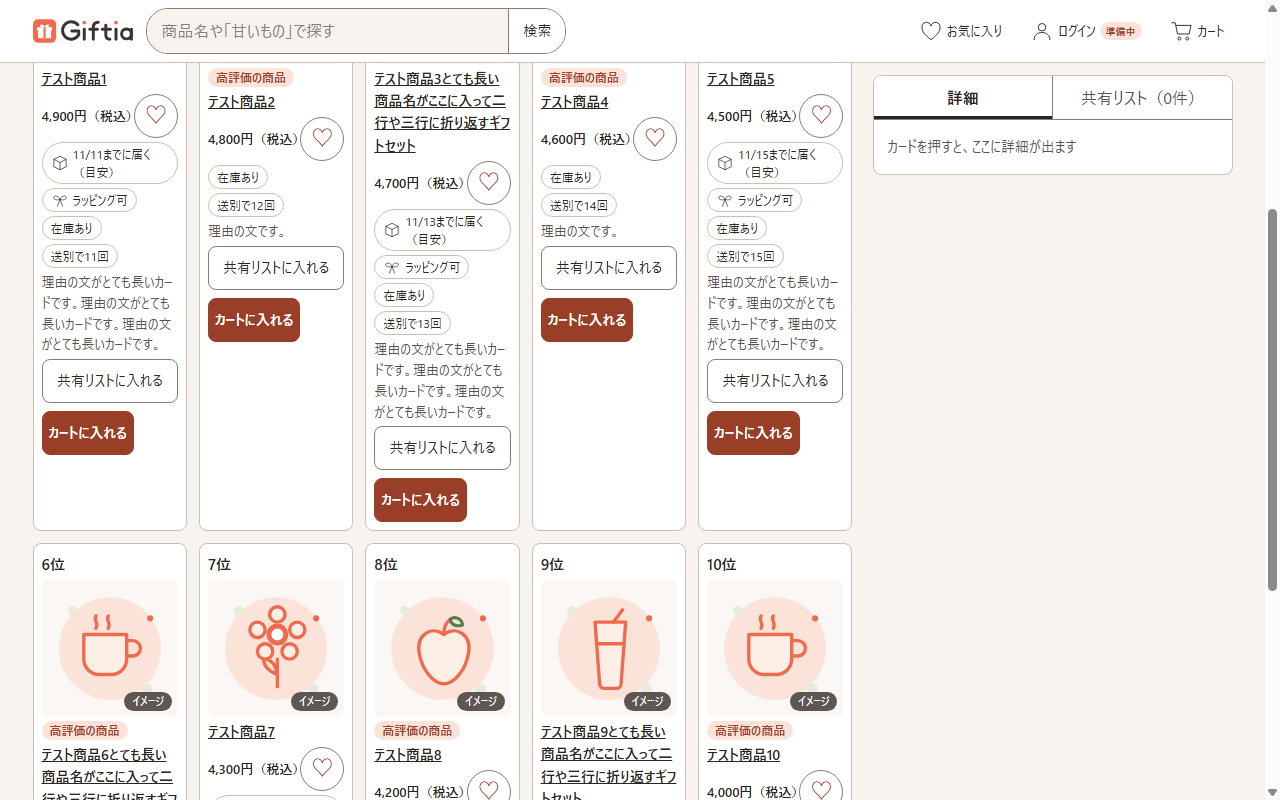 Giftia
商品名や「甘いもの」で探す
検索
お気に入り
ログイン
準備中
カート
テスト商品1
4,900円（税込）
11/11までに届く
（目安）
ラッピング可
在庫あり
送別で11回
理由の文がとても長いカー
ドです。理由の文がとても
長いカードです。理由の文
がとても長いカードです。
共有リストに入れる
カートに入れる
高評価の商品
テスト商品2
4,800円（税込）
在庫あり
送別で12回
理由の文です。
共有リストに入れる
カートに入れる
テスト商品3とても長い
商品名がここに入って二
行や三行に折り返すギフ
トセット
4,700円（税込）
11/13までに届く
（目安）
ラッピング可
在庫あり
送別で13回
理由の文がとても長いカー
ドです。理由の文がとても
長いカードです。理由の文
がとても長いカードです。
共有リストに入れる
カートに入れる
高評価の商品
テスト商品4
4,600円（税込）
在庫あり
送別で14回
理由の文です。
共有リストに入れる
カートに入れる
テスト商品5
4,500円（税込）
11/15までに届く
（目安）
ラッピング可
在庫あり
送別で15回
理由の文がとても長いカー
ドです。理由の文がとても
長いカードです。理由の文
がとても長いカードです。
共有リストに入れる
カートに入れる
詳細
共有リスト（0件）
カードを押すと、ここに詳細が出ます
6位
イメージ
高評価の商品
テスト商品6とても長い
商品名がここに入って二
行や三行に折り返すギフ
7位
イメージ
テスト商品7
4,300円（税込）
8位
イメージ
高評価の商品
テスト商品8
4,200円（税込）
9位
イメージ
テスト商品9とても長い
商品名がここに入って二
行や三行に折り返すギフ
トセット
10位
イメージ
高評価の商品
テスト商品10
4,000円（税込）